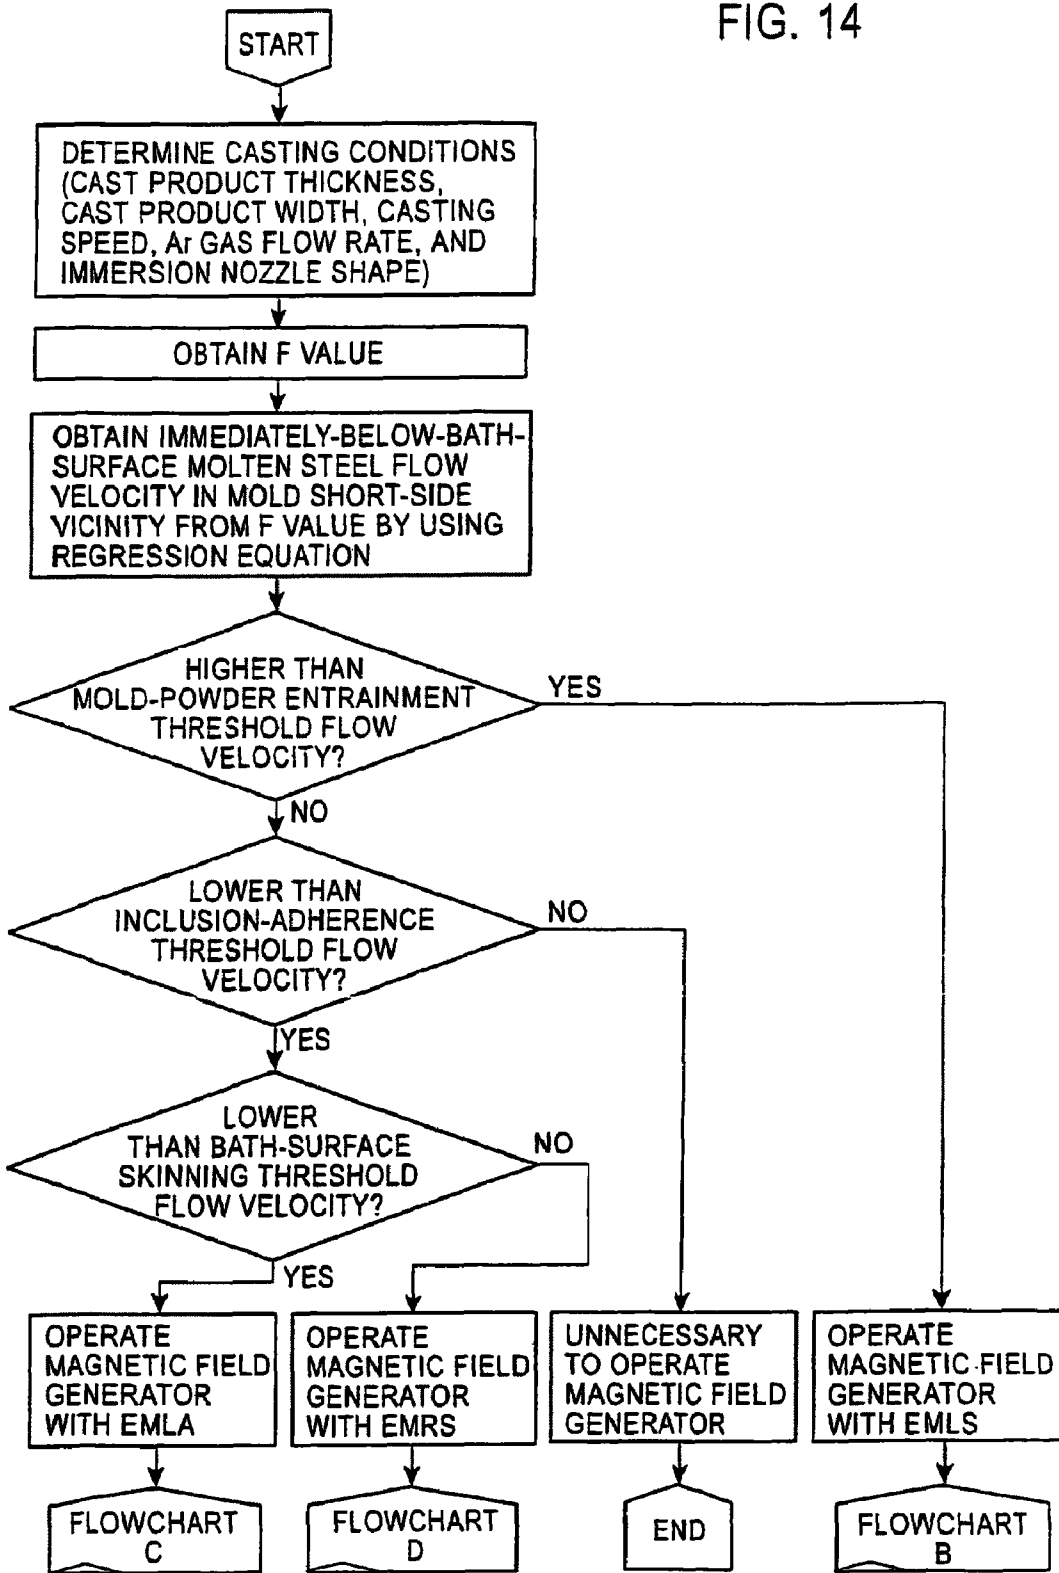 FIG. 14
START
DETERMINE CASTING CONDITIONS
(CAST PRODUCT THICKNESS,
CAST PRODUCT WIDTH, CASTING
SPEED, Ar GAS FLOW RATE, AND
IMMERSION NOZZLE SHAPE)
OBTAIN F VALUE
OBTAIN IMMEDIATELY-BELOW-BATH-
SURFACE MOLTEN STEEL FLOW
VELOCITY IN MOLD SHORT-SIDE
VICINITY FROM F VALUE BY USING
REGRESSION EQUATION
HIGHER THAN
MOLD-POWDER ENTRAINMENT
THRESHOLD FLOW
VELOCITY?
YES
NO
LOWER THAN
INCLUSION-ADHERENCE
THRESHOLD FLOW
VELOCITY?
NO
YES
LOWER
THAN BATH-SURFACE
SKINNING THRESHOLD
FLOW VELOCITY?
NO
YES
OPERATE
MAGNETIC FIELD
GENERATOR
WITH EMLA
OPERATE
MAGNETIC FIELD
GENERATOR
WITH EMRS
UNNECESSARY
TO OPERATE
MAGNETIC FIELD
GENERATOR
OPERATE
MAGNETIC FIELD
GENERATOR
WITH EMLS
FLOWCHART
C
FLOWCHART
D
END
FLOWCHART
B